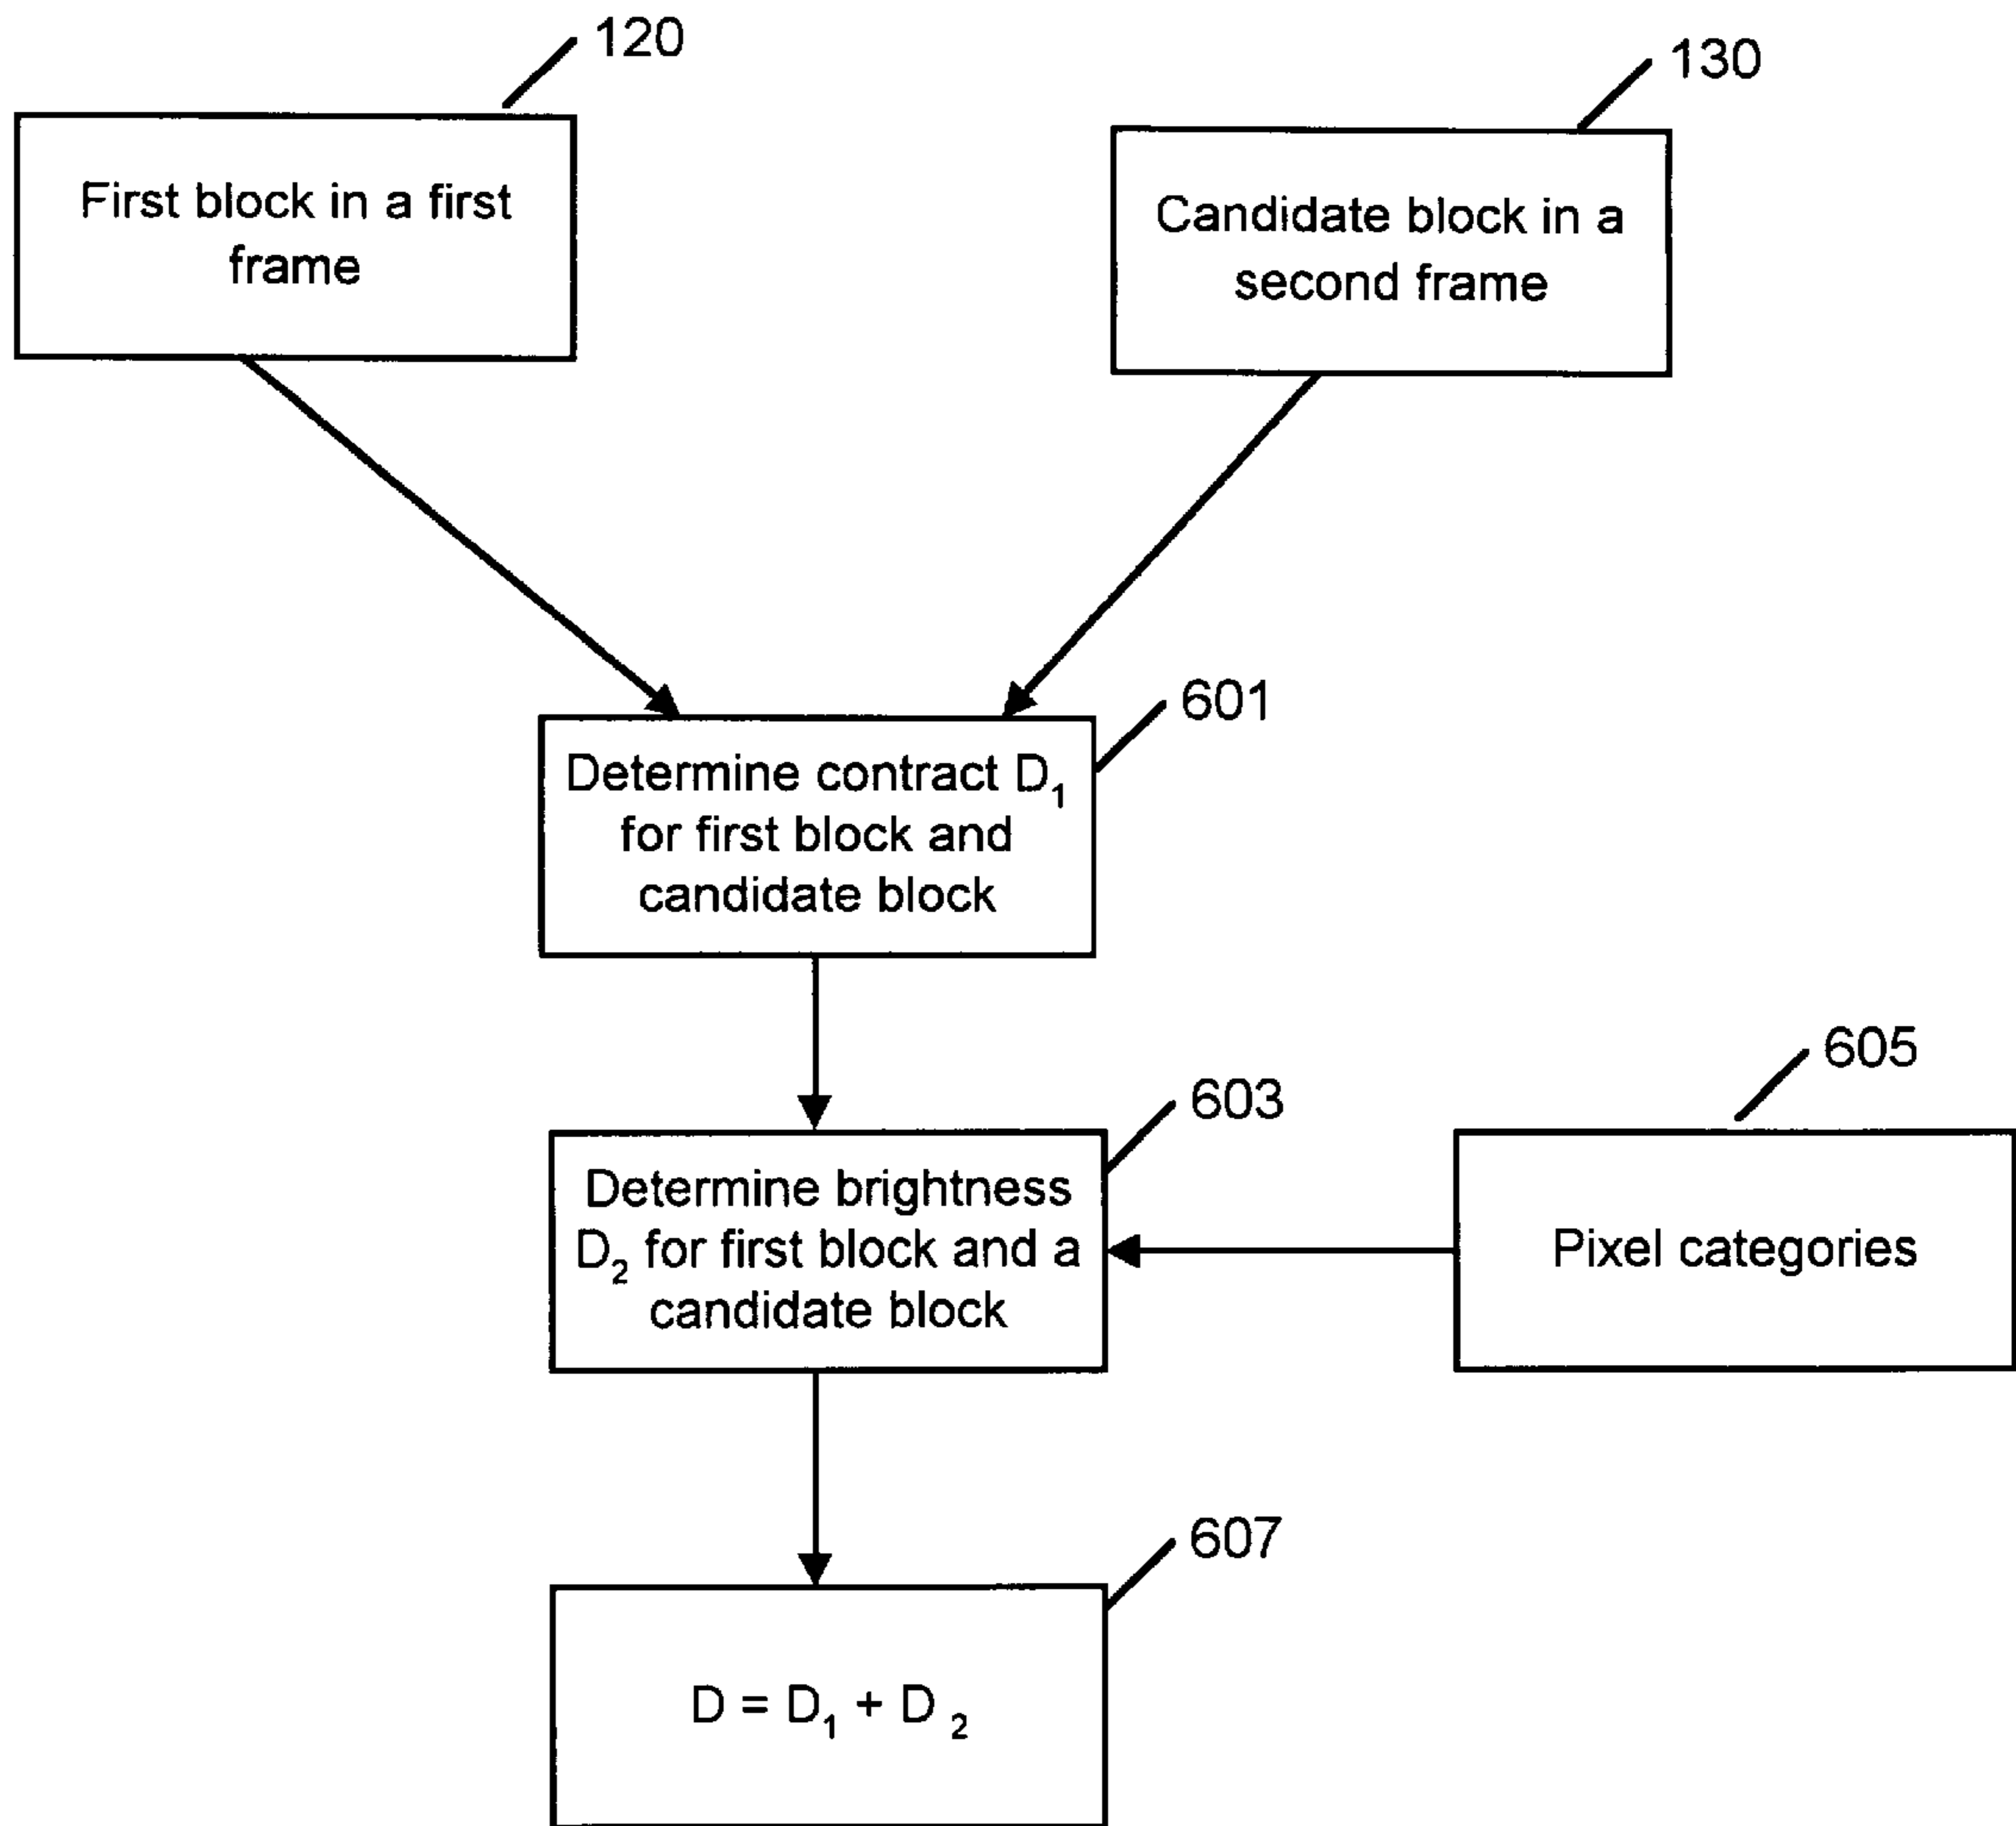 120
130
First block in a first
frame
Candidate block in a
second frame
601
Determine contract D₁
for first block and
candidate block
605
603
Determine brightness
D₂ for first block and a
candidate block
Pixel categories
607
D = D₁ + D₂